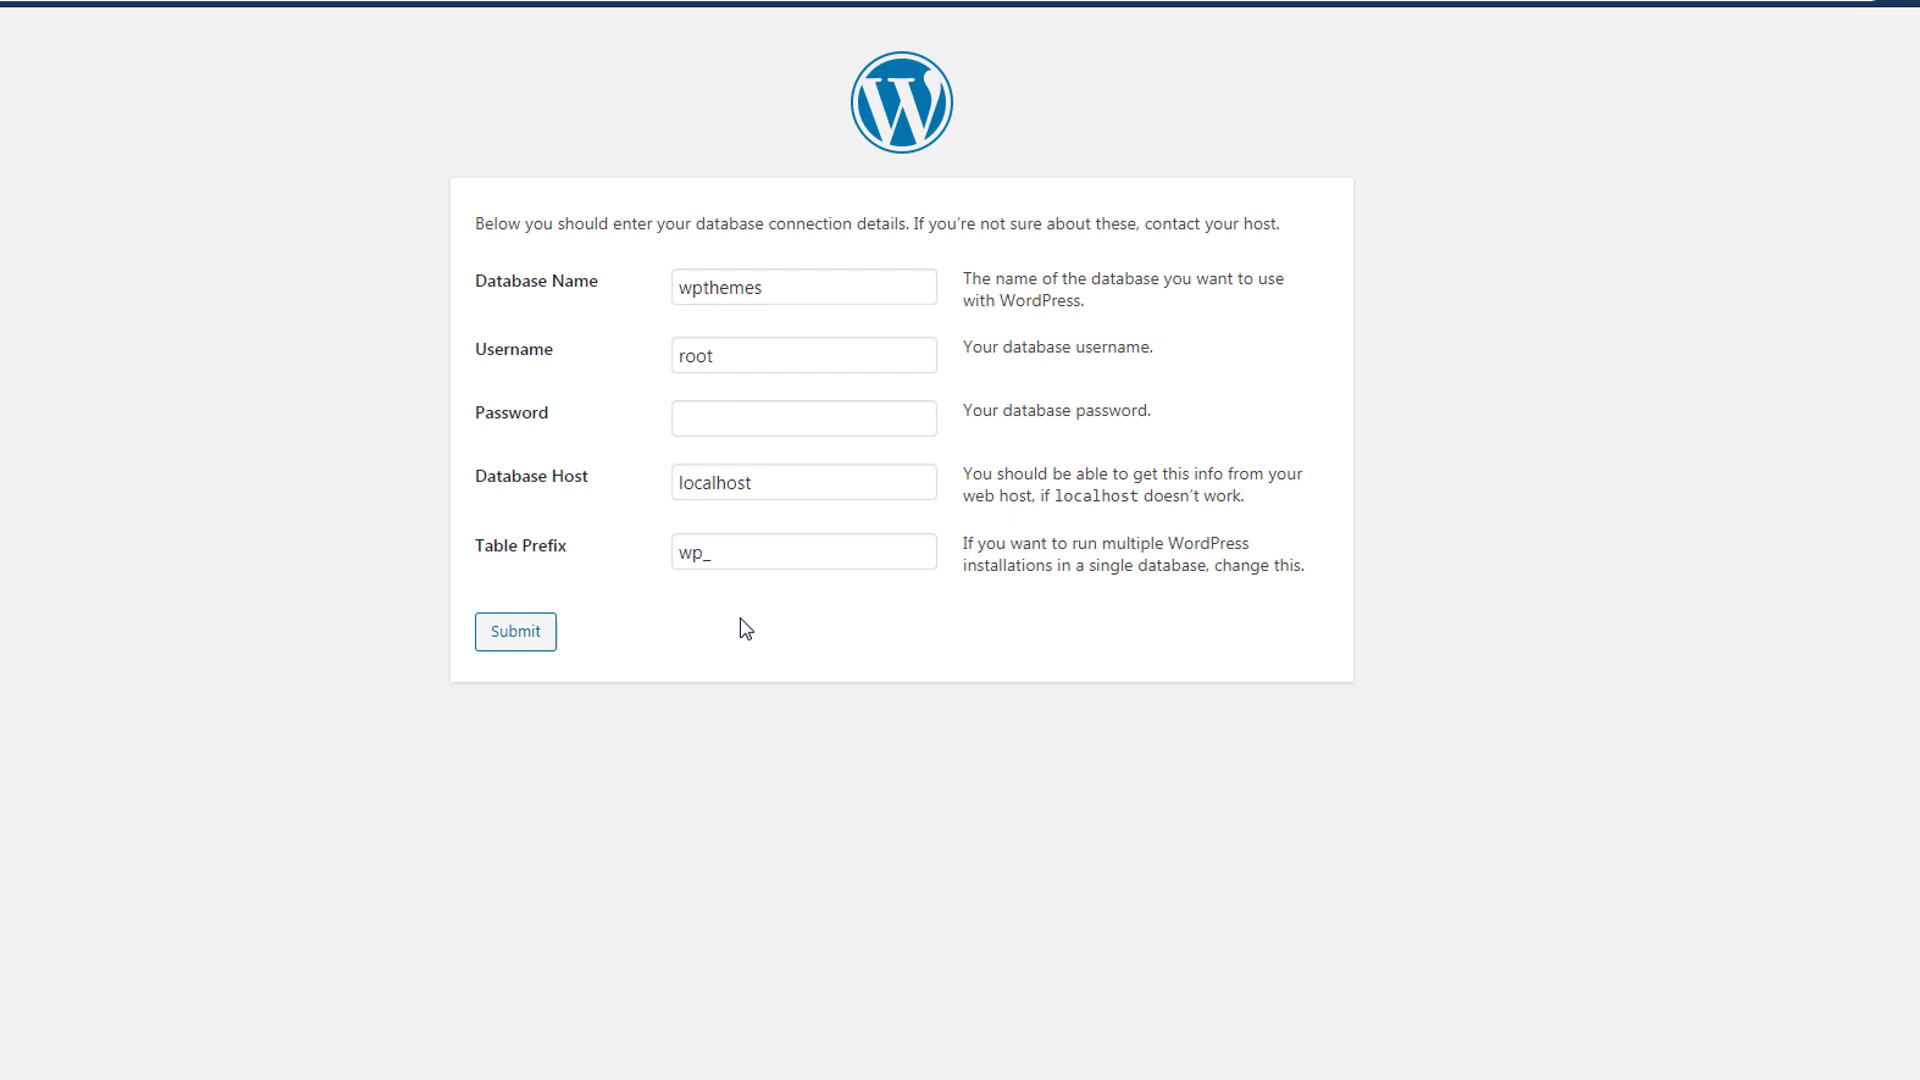 Below you should enter your database connection details. If you’re not sure about these, contact your host.
Database Name
wpthemes
The name of the database you want to use
with WordPress.
Username
root
Your database username.
Password
Your database password.
Database Host
localhost
You should be able to get this info from your
web host, if localhost doesn’t work.
Table Prefix
wp_
If you want to run multiple WordPress
installations in a single database, change this.
Submit